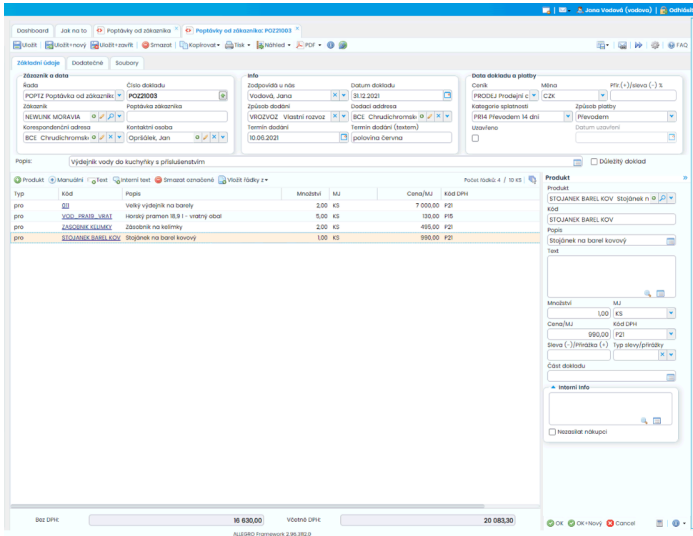 Jana Vodová (vodova) | Odhlásit
Dashboard Jak na to Poptávky od zákazníka Poptávky od zákazníka: POZ21003
Uložit Uložit+nový Uložit+zavřít Smazat Kopírovat Tisk Náhled PDF FAQ
Základní údaje Dodatečné Soubory
Zákazník a data Info Data dokladu a platby
Řada Číslo dokladu Zodpovídá u nás Datum dokladu Ceník Měna Přir.(+)/sleva (-) %
POPTZ Poptávka od zákazníka POZ21003 Vodová, Jana 31.12.2021 PRODEJ Prodejní c CZK
Zákazník Poptávka zákazníka Způsob dodání Dodací addresa Kategorie splatnosti Způsob platby
NEWLINK MORAVIA VROZVOZ Vlastní rozvoz BCE Chrudichromsk PR14 Převodem 14 dní Převodem
Korespondenční adresa Kontaktní osoba Termín dodání Termín dodání (textem) Uzavřeno Datum uzavření
BCE Chrudichromsk Opršálek, Jan 10.06.2021 polovina června
Popis: Výdejník vody do kuchyňky s příslušenstvím Důležitý doklad
Produkt Manuální Text Interní text Smazat označené Vložit řádky z Počet řádků: 4 / 10 KS
Typ Kód Popis Množství MJ Cena/MJ Kód DPH
pro 011 Velký výdejník na barely 2,00 KS 7 000,00 P21
pro VOD_PRA19_VRAT Horský pramen 18,9 l - vratný obal 5,00 KS 130,00 P15
pro ZASOBNIK KELIMKY Zásobník na kelímky 2,00 KS 495,00 P21
pro STOJANEK BAREL KOV Stojánek na barel kovový 1,00 KS 990,00 P21
Produkt »
Produkt
STOJANEK BAREL KOV Stojánek n
Kód
STOJANEK BAREL KOV
Popis
Stojánek na barel kovový
Text
Množství MJ
1,00 KS
Cena/MJ Kód DPH
990,00 P21
Sleva (-)/Přirážka (+) Typ slevy/přirážky
Část dokladu
Interní info
Nezasílat nákupci
Bez DPH: 16 630,00 Včetně DPH: 20 083,30
OK OK+Nový Cancel
ALLEGRO Framework